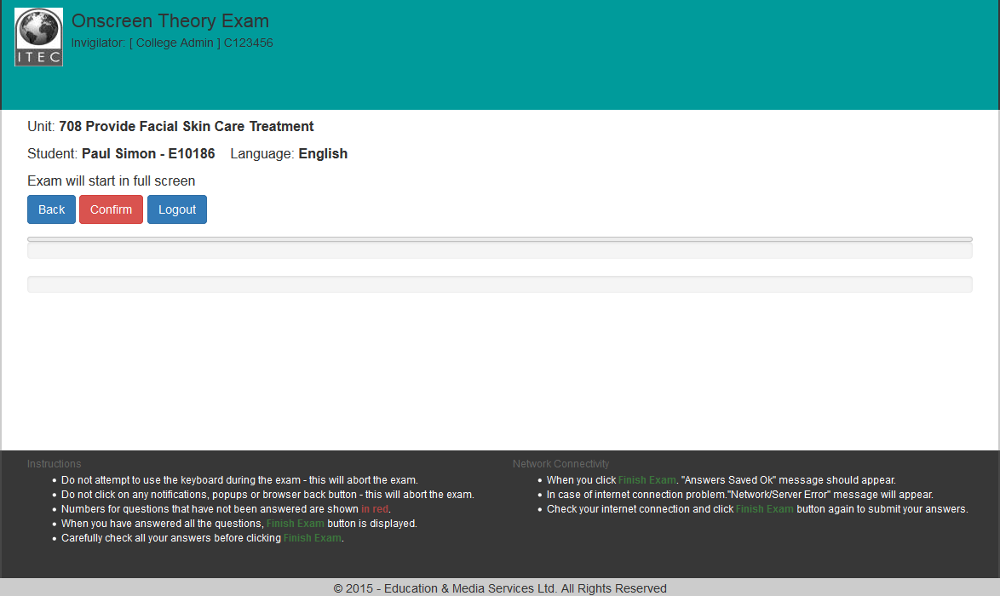 ITEC
Onscreen Theory Exam
Invigilator: [ College Admin ] C123456
Unit: 708 Provide Facial Skin Care Treatment
Student: Paul Simon - E10186 Language: English
Exam will start in full screen
Back Confirm Logout
Instructions
Do not attempt to use the keyboard during the exam - this will abort the exam.
Do not click on any notifications, popups or browser back button - this will abort the exam.
Numbers for questions that have not been answered are shown in red.
When you have answered all the questions, Finish Exam button is displayed.
Carefully check all your answers before clicking Finish Exam.
Network Connectivity
When you click Finish Exam. "Answers Saved Ok" message should appear.
In case of internet connection problem."Network/Server Error" message will appear.
Check your internet connection and click Finish Exam button again to submit your answers.
© 2015 - Education & Media Services Ltd. All Rights Reserved